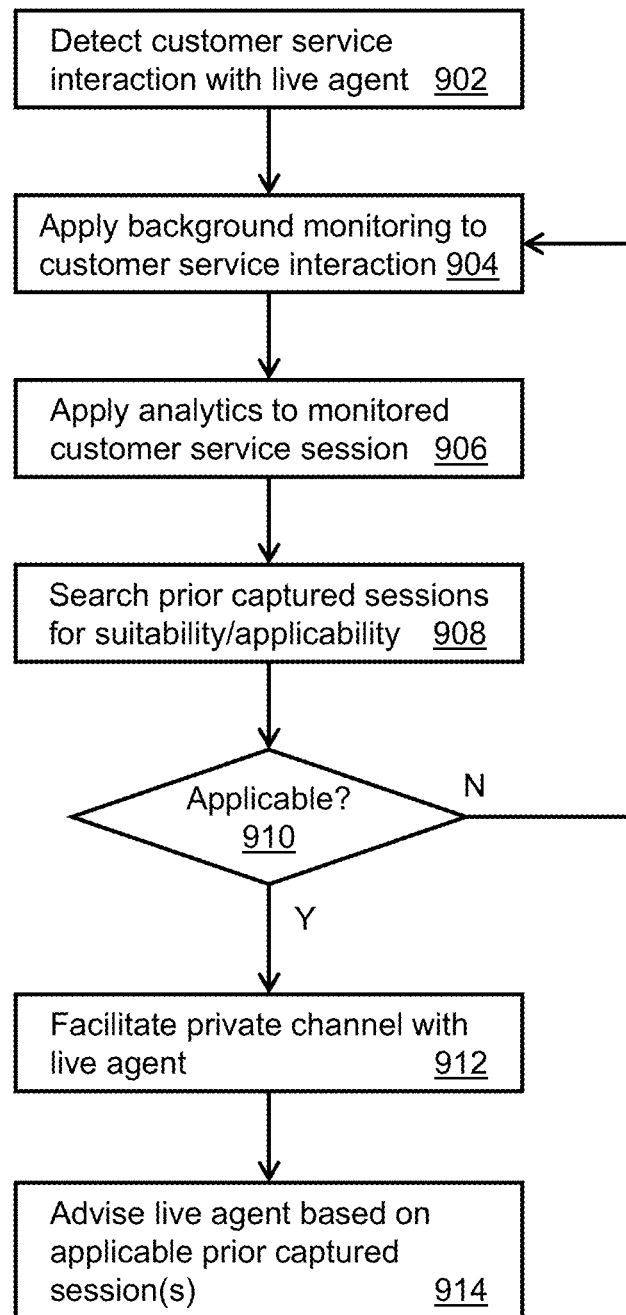 Detect customer service
interaction with live agent 902
Apply background monitoring to
customer service interaction 904
Apply analytics to monitored
customer service session 906
Search prior captured sessions
for suitability/applicability 908
Applicable?
910
N
Y
Facilitate private channel with
live agent 912
Advise live agent based on
applicable prior captured
session(s) 914